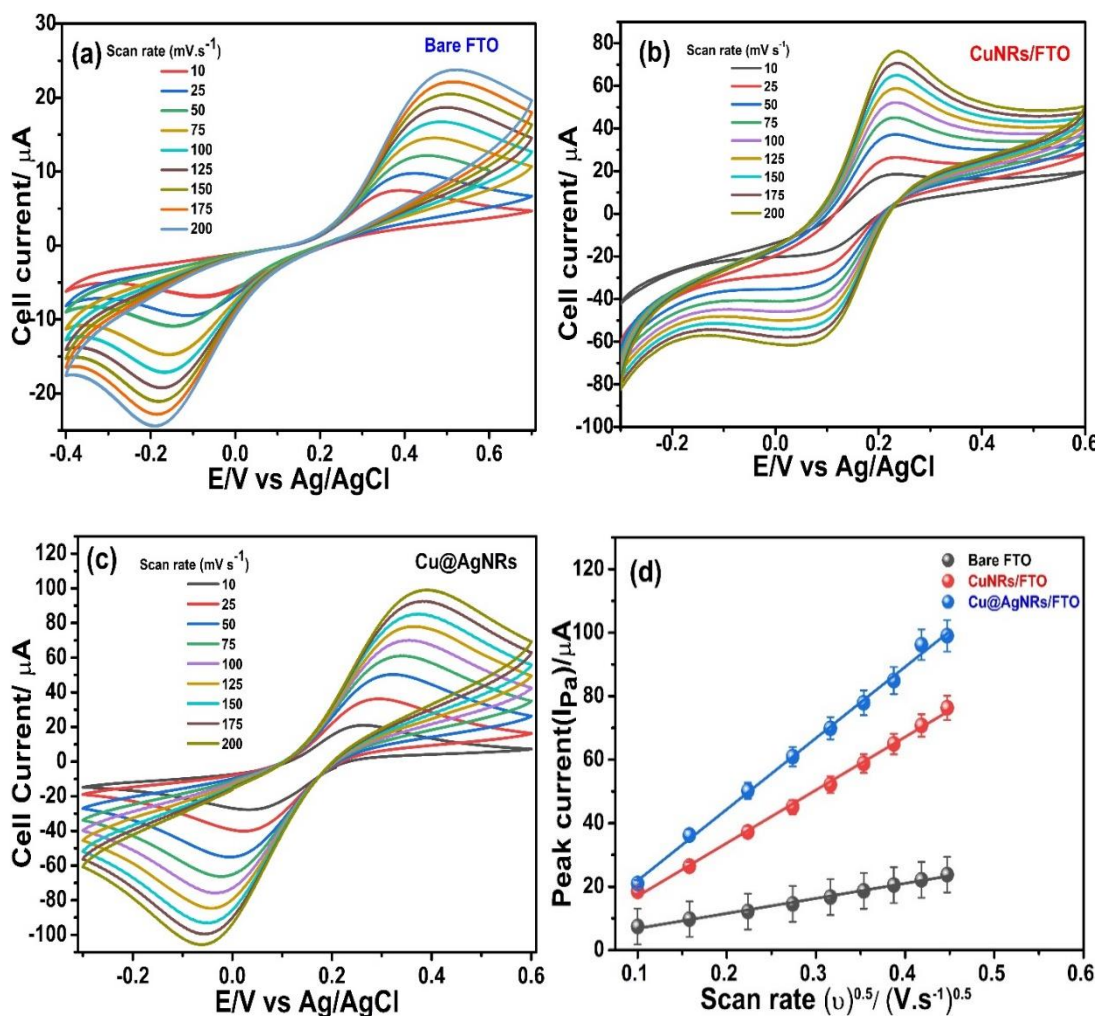 (a)
Bare FTO
Scan rate (mV.s-1)
10
25
50
75
100
125
150
175
200
30
20
10
0
-10
-20
Cell current/ μA
-0.4 -0.2 0.0 0.2 0.4 0.6
E/V vs Ag/AgCl
(b)
CuNRs/FTO
Scan rate (mV s-1)
10
25
50
75
100
125
150
175
200
80
60
40
20
0
-20
-40
-60
-80
-100
Cell current/ μA
-0.2 0.0 0.2 0.4 0.6
E/V vs Ag/AgCl
(c)
Cu@AgNRs
Scan rate (mV s-1)
10
25
50
75
100
125
150
175
200
120
100
80
60
40
20
0
-20
-40
-60
-80
-100
Cell Current/ μA
-0.2 0.0 0.2 0.4 0.6
E/V vs Ag/AgCl
(d)
Bare FTO
CuNRs/FTO
Cu@AgNRs/FTO
120
100
80
60
40
20
0
Peak current(IPa)/μA
0.1 0.2 0.3 0.4 0.5 0.6
Scan rate (υ)0.5/ (V.s-1)0.5